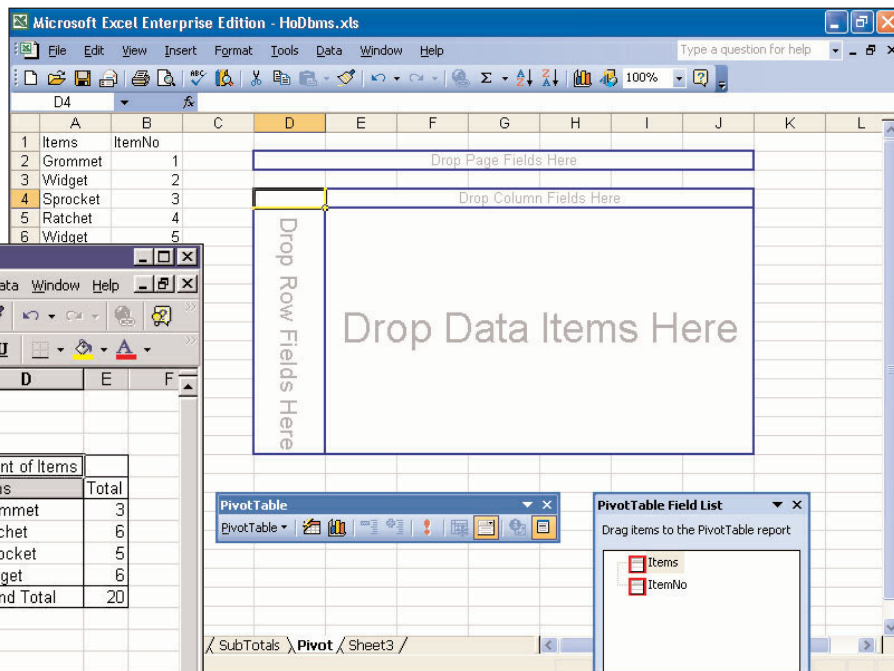 Microsoft Excel Enterprise Edition - HoDbms.xls
File Edit View Insert Format Tools Data Window Help Type a question for help
100%
D4 fx
A B C D E F G H I J K L
1 Items ItemNo
2 Grommet 1 Drop Page Fields Here
3 Widget 2
4 Sprocket 3 Drop Column Fields Here
5 Ratchet 4
6 Widget 5
Drop Row Fields Here
Drop Data Items Here
ata Window Help
U A
D E F
nt of Items
s Total
mmet 3
chet 6
ocket 5
get 6
nd Total 20
PivotTable
PivotTable
PivotTable Field List
Drag items to the PivotTable report
Items
ItemNo
SubTotals Pivot Sheet3